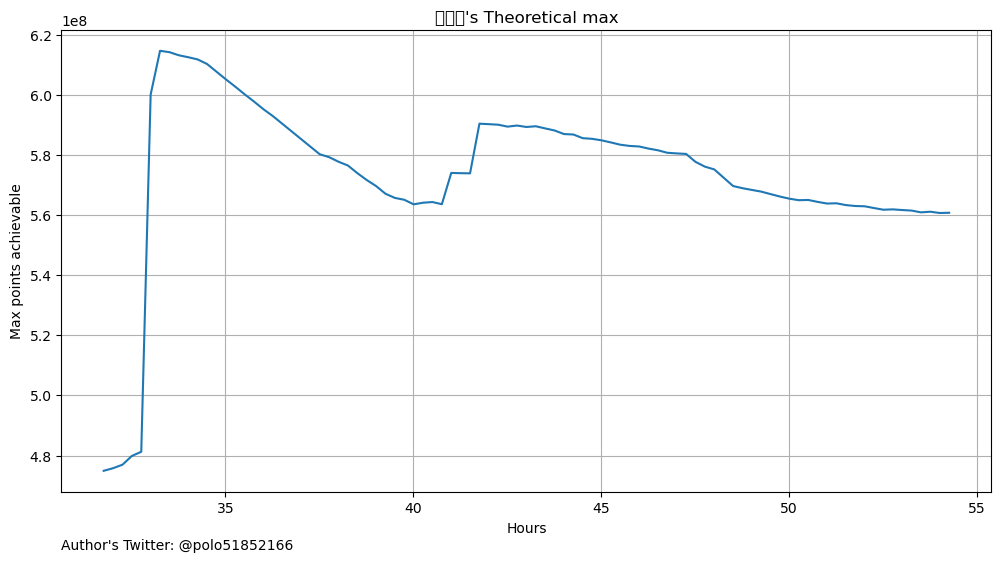 's Theoretical max
1e8
6.2
6.0
5.8
5.6
5.4
5.2
5.0
4.8
Max points achievable
35 40 45 50 55
Hours
Author's Twitter: @polo51852166